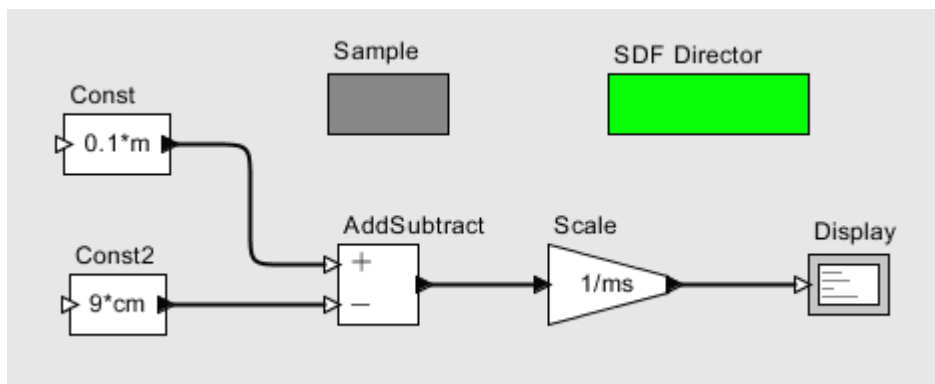 Sample
SDF Director
Const
0.1*m
AddSubtract
+
−
Scale
1/ms
Display
Const2
9*cm